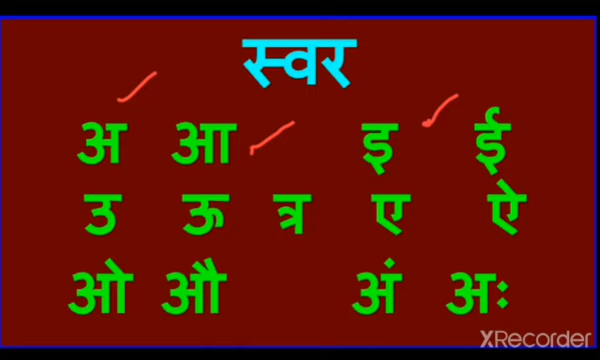 स्वर
अ आ इ ई
उ ऊ त्र ए ऐ
ओ औ अं अः
XRecorder